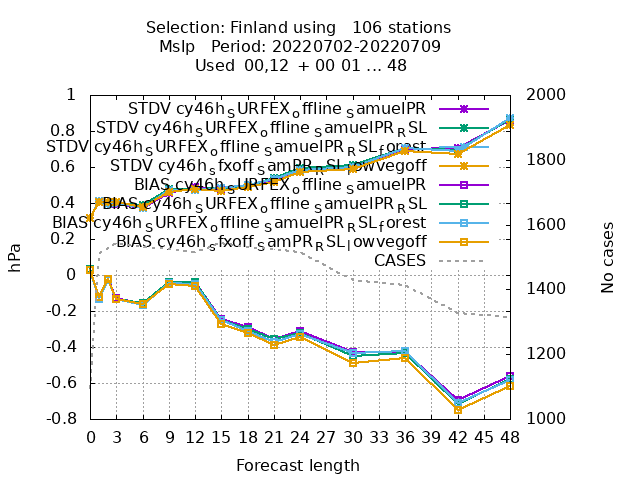 Selection: Finland using   106 stations
Mslp   Period: 20220702-20220709
Used  00,12  + 00 01 ... 48
hPa
No cases
1
0.8
0.6
0.4
0.2
0
-0.2
-0.4
-0.6
-0.8
2000
1800
1600
1400
1200
1000
STDV cy46h_SURFEX_offline_samuelPR
STDV cy46h_SURFEX_offline_samuelPR_RSL
STDV cy46h_SURFEX_offline_samuelPR_RSL_forest
STDV cy46h_sfxoff_samPR_RSL_lowvegoff
BIAS cy46h_SURFEX_offline_samuelPR
BIAS cy46h_SURFEX_offline_samuelPR_RSL
BIAS cy46h_SURFEX_offline_samuelPR_RSL_forest
BIAS cy46h_sfxoff_samPR_RSL_lowvegoff
CASES
0 3 6 9 12 15 18 21 24 27 30 33 36 39 42 45 48
Forecast length